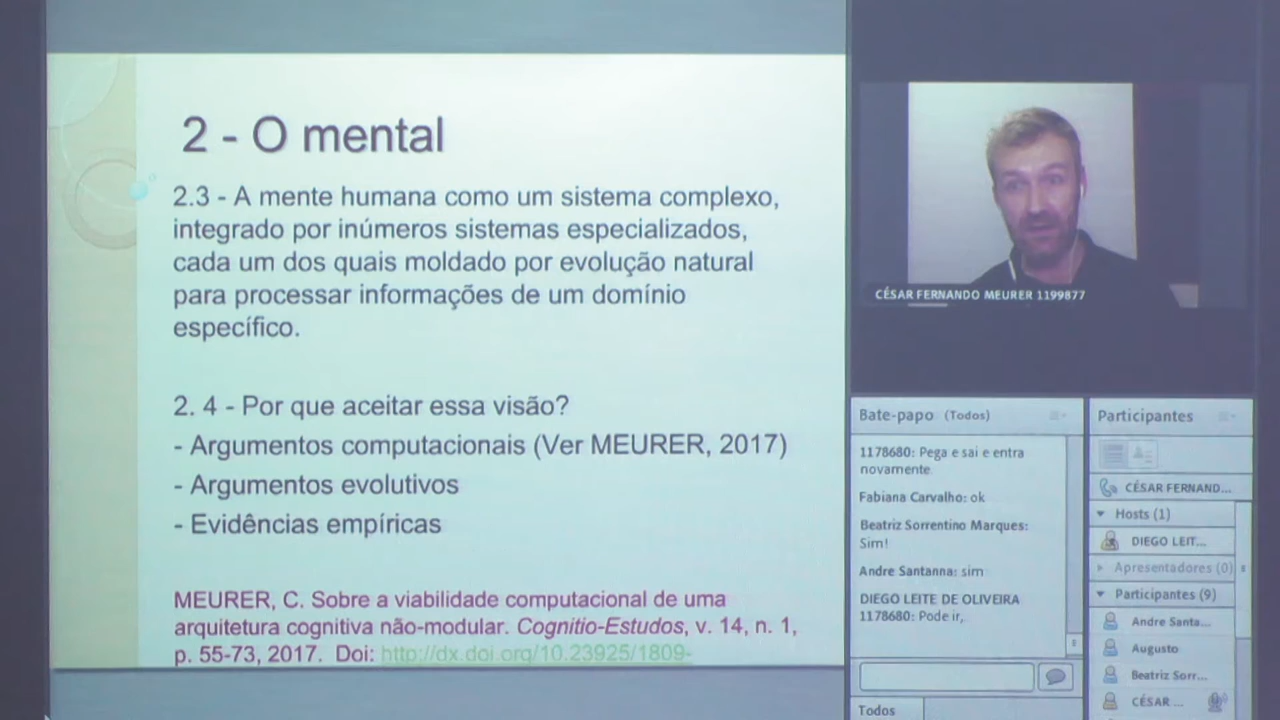 2 - O mental
2.3 - A mente humana como um sistema complexo,
integrado por inúmeros sistemas especializados,
cada um dos quais moldado por evolução natural
para processar informações de um domínio
específico.
2. 4 - Por que aceitar essa visão?
- Argumentos computacionais (Ver MEURER, 2017)
- Argumentos evolutivos
- Evidências empíricas
MEURER, C. Sobre a viabilidade computacional de uma
arquitetura cognitiva não-modular. Cognitio-Estudos, v. 14, n. 1,
p. 55-73, 2017. Doi: http://dx.doi.org/10.23925/1809-
CÉSAR FERNANDO MEURER 1199877
Bate-papo (Todos)
1178680: Pega e sai e entra
novamente
Fabiana Carvalho: ok
Beatriz Sorrentino Marques:
Sim!
Andre Santanna: sim
DIEGO LEITE DE OLIVEIRA
1178680: Pode ir,
Todos
Participantes
CÉSAR FERNAND...
Hosts (1)
DIEGO LEIT...
Apresentadores (0)
Participantes (9)
Andre Santa...
Augusto
Beatriz Sorr...
CÉSAR ...